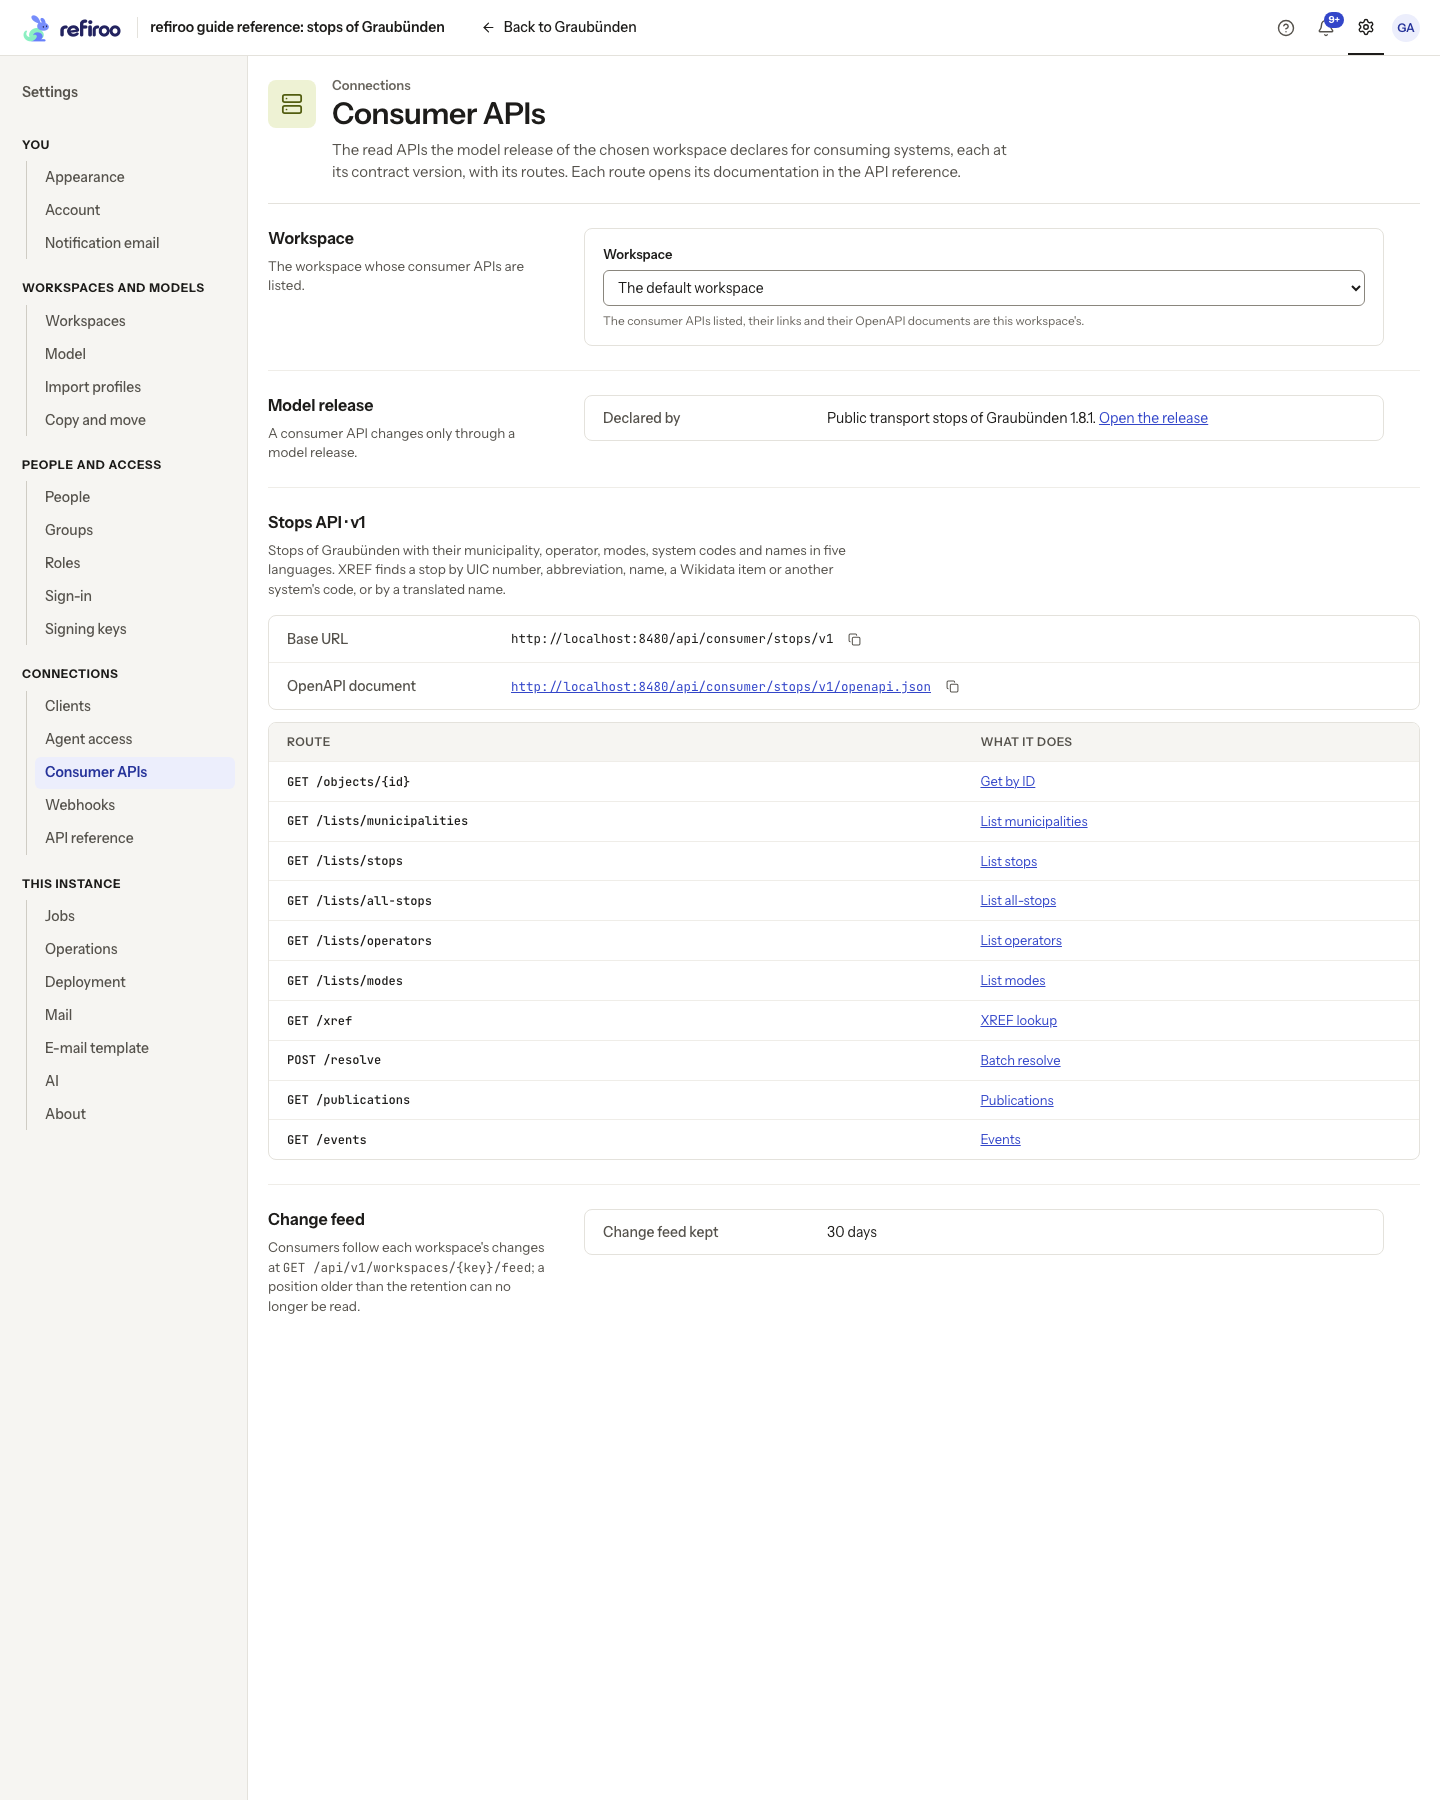 refiroo
refiroo guide reference: stops of Graubünden
Back to Graubünden
9+
GA
Settings
YOU
Appearance
Account
Notification email
WORKSPACES AND MODELS
Workspaces
Model
Import profiles
Copy and move
PEOPLE AND ACCESS
People
Groups
Roles
Sign-in
Signing keys
CONNECTIONS
Clients
Agent access
Consumer APIs
Webhooks
API reference
THIS INSTANCE
Jobs
Operations
Deployment
Mail
E-mail template
AI
About
Connections
Consumer APIs
The read APIs the model release of the chosen workspace declares for consuming systems, each at
its contract version, with its routes. Each route opens its documentation in the API reference.
Workspace
The workspace whose consumer APIs are
listed.
Workspace
The default workspace
The consumer APIs listed, their links and their OpenAPI documents are this workspace's.
Model release
A consumer API changes only through a
model release.
Declared by
Public transport stops of Graubünden 1.8.1. Open the release
Stops API · v1
Stops of Graubünden with their municipality, operator, modes, system codes and names in five
languages. XREF finds a stop by UIC number, abbreviation, name, a Wikidata item or another
system's code, or by a translated name.
Base URL
http://localhost:8480/api/consumer/stops/v1
OpenAPI document
http://localhost:8480/api/consumer/stops/v1/openapi.json
ROUTE WHAT IT DOES
GET /objects/{id} Get by ID
GET /lists/municipalities List municipalities
GET /lists/stops List stops
GET /lists/all-stops List all-stops
GET /lists/operators List operators
GET /lists/modes List modes
GET /xref XREF lookup
POST /resolve Batch resolve
GET /publications Publications
GET /events Events
Change feed
Consumers follow each workspace's changes
at GET /api/v1/workspaces/{key}/feed; a
position older than the retention can no
longer be read.
Change feed kept
30 days